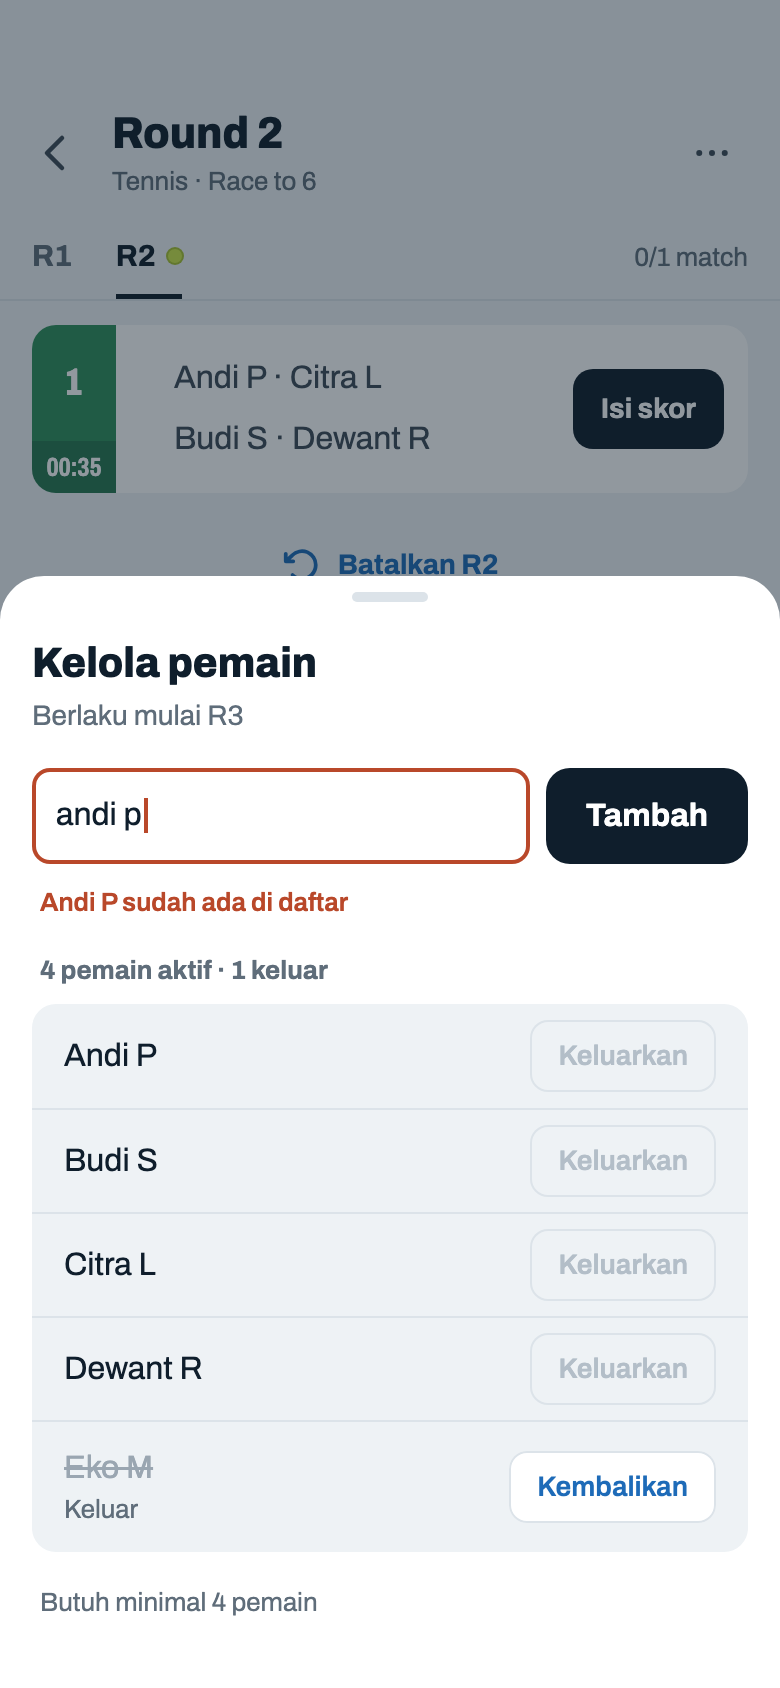 Round 2
Tennis · Race to 6
R1
R2
0/1 match
1
00:35
Andi P · Citra L
Budi S · Dewant R
Isi skor
Batalkan R2
Kelola pemain
Berlaku mulai R3
andi p
Tambah
Andi P sudah ada di daftar
4 pemain aktif · 1 keluar
Andi P
Keluarkan
Budi S
Keluarkan
Citra L
Keluarkan
Dewant R
Keluarkan
Eko M
Keluar
Kembalikan
Butuh minimal 4 pemain